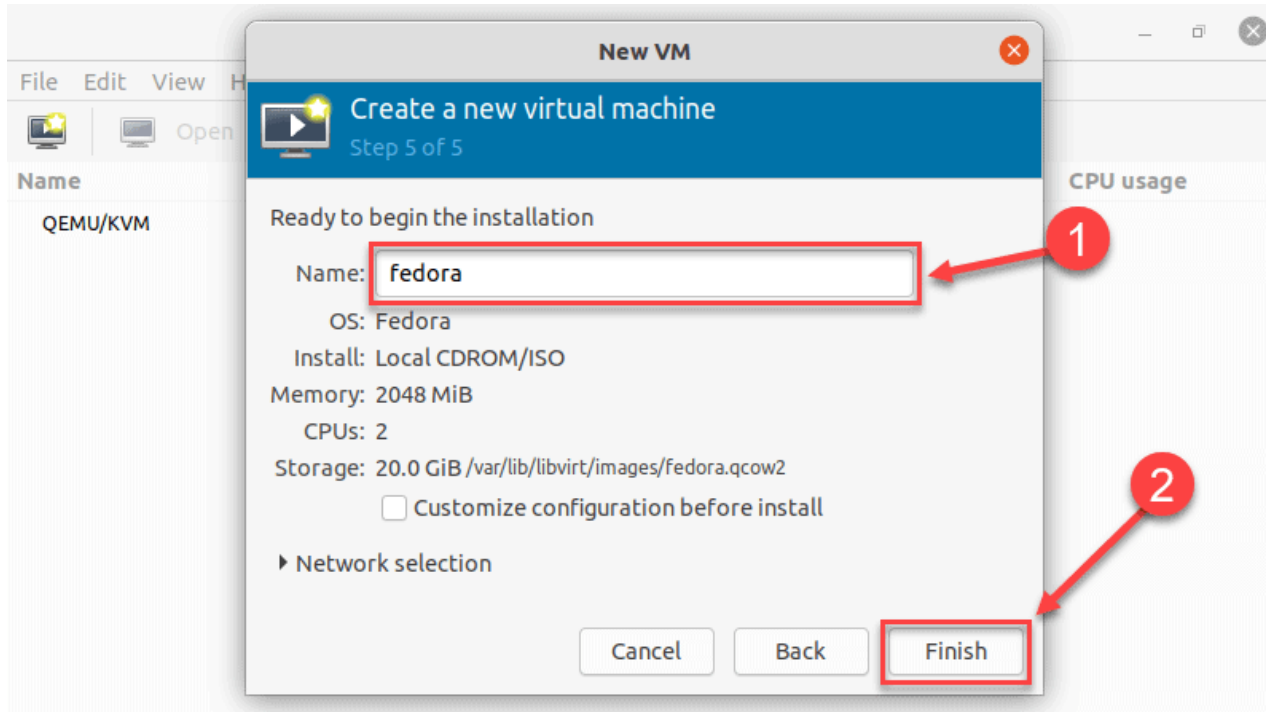 New VM
File Edit View H
Create a new virtual machine
Step 5 of 5
Open
Name
CPU usage
QEMU/KVM
Ready to begin the installation
1
Name: fedora
OS: Fedora
Install: Local CDROM/ISO
Memory: 2048 MiB
CPUs: 2
Storage: 20.0 GiB /var/lib/libvirt/images/fedora.qcow2
2
Customize configuration before install
Network selection
Cancel Back Finish